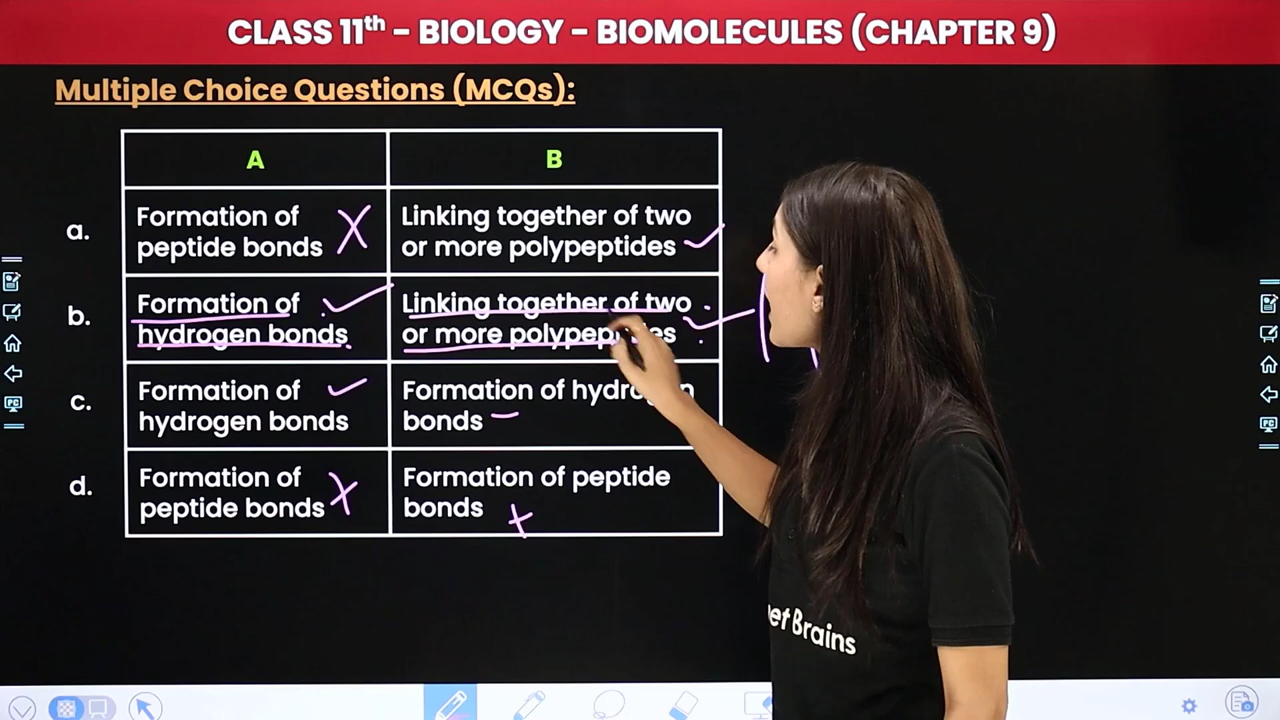 CLASS 11th - BIOLOGY - BIOMOLECULES (CHAPTER 9)
Multiple Choice Questions (MCQs):
A
B
a.
Formation of
peptide bonds
Linking together of two
or more polypeptides
b.
Formation of
hydrogen bonds
Linking together of two
or more
c.
Formation of
hydrogen bonds
Formation of
bonds
d.
Formation of
peptide bonds
Formation of peptide
bonds
Brains
PC
PC